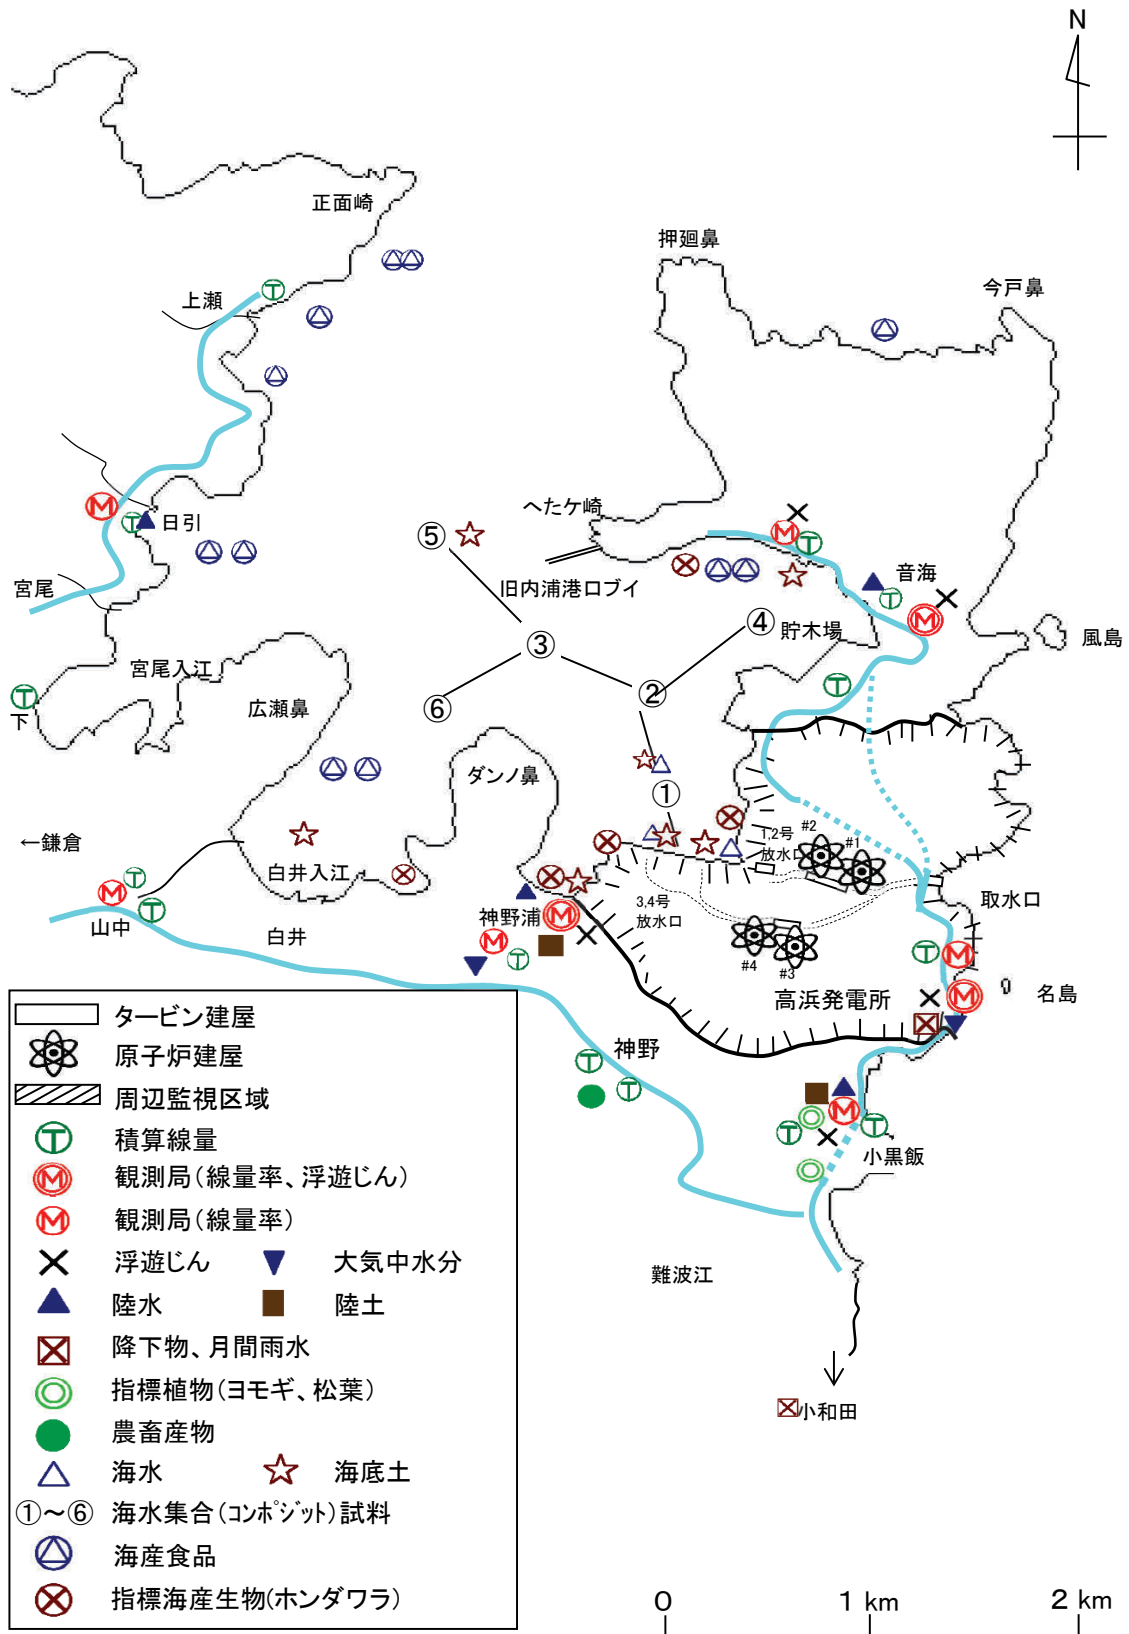 N
正面崎
押廻鼻
今戸鼻
上瀬
へたケ崎
日引
⑤
旧内浦港口ブイ
音海
宮尾
④
貯木場
風島
③
宮尾入江
②
下
広瀬鼻
⑥
ダンノ鼻
①
#2
#1
1,2号
放水口
←鎌倉
白井入江
取水口
3,4号
放水口
山中
白井
神野浦
#4
#3
高浜発電所
名島
神野
小黒飯
難波江
小和田
タービン建屋
原子炉建屋
周辺監視区域
T 積算線量
M 観測局(線量率、浮遊じん)
M 観測局(線量率)
浮遊じん 大気中水分
陸水 陸土
降下物、月間雨水
指標植物(ヨモギ、松葉)
農畜産物
海水 海底土
①～⑥ 海水集合(コンポジット)試料
海産食品
指標海産生物(ホンダワラ)
0 1 km 2 km